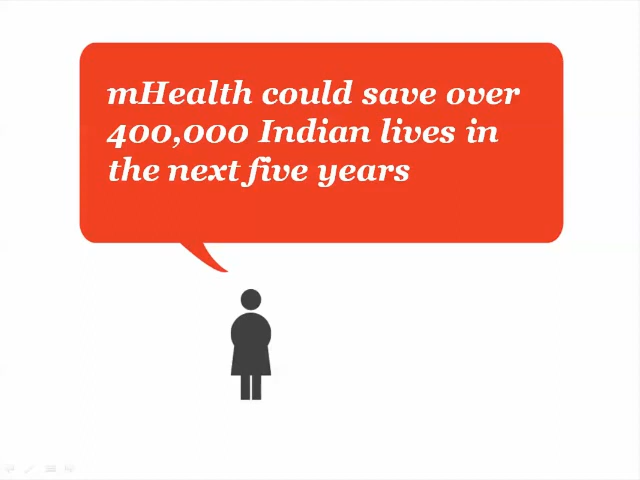 mHealth could save over
400,000 Indian lives in
the next five years